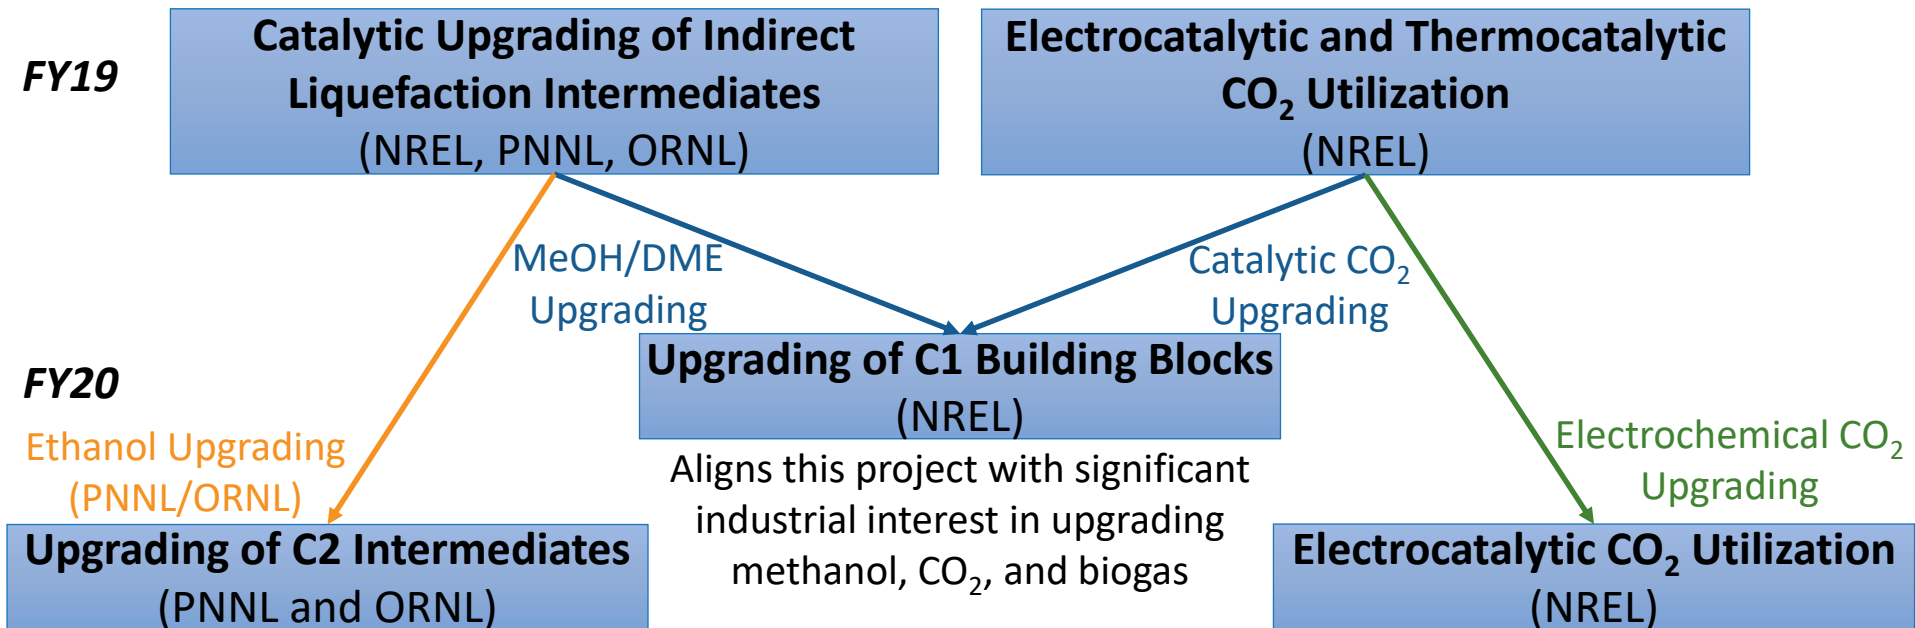 FY19
Catalytic Upgrading of Indirect
Liquefaction Intermediates
(NREL, PNNL, ORNL)
Electrocatalytic and Thermocatalytic
CO₂ Utilization
(NREL)
MeOH/DME
Upgrading
Catalytic CO₂
Upgrading
FY20
Upgrading of C1 Building Blocks
(NREL)
Aligns this project with significant
industrial interest in upgrading
methanol, CO₂, and biogas
Ethanol Upgrading
(PNNL/ORNL)
Upgrading of C2 Intermediates
(PNNL and ORNL)
Electrochemical CO₂
Upgrading
Electrocatalytic CO₂ Utilization
(NREL)